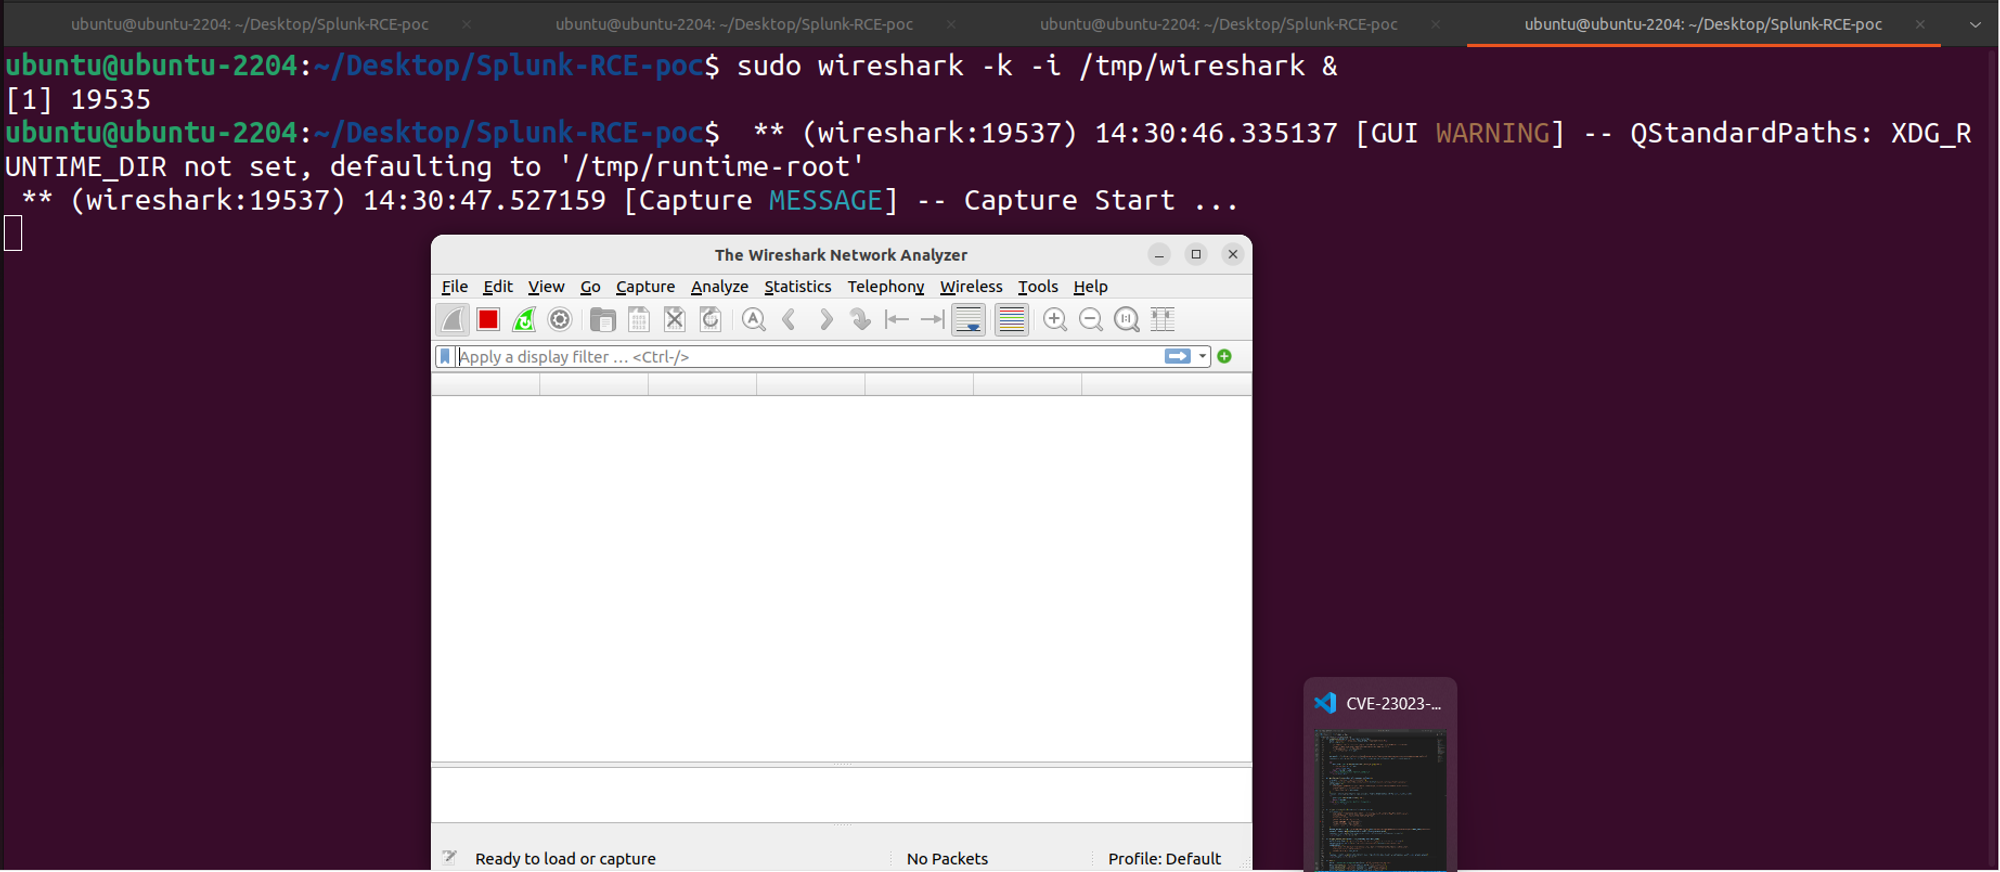 ubuntu@ubuntu-2204: ~/Desktop/Splunk-RCE-poc × ubuntu@ubuntu-2204: ~/Desktop/Splunk-RCE-poc × ubuntu@ubuntu-2204: ~/Desktop/Splunk-RCE-poc × ubuntu@ubuntu-2204: ~/Desktop/Splunk-RCE-poc ×
ubuntu@ubuntu-2204:~/Desktop/Splunk-RCE-poc$ sudo wireshark -k -i /tmp/wireshark &
[1] 19535
ubuntu@ubuntu-2204:~/Desktop/Splunk-RCE-poc$  ** (wireshark:19537) 14:30:46.335137 [GUI WARNING] -- QStandardPaths: XDG_R
UNTIME_DIR not set, defaulting to '/tmp/runtime-root'
 ** (wireshark:19537) 14:30:47.527159 [Capture MESSAGE] -- Capture Start ...
The Wireshark Network Analyzer
File Edit View Go Capture Analyze Statistics Telephony Wireless Tools Help
Apply a display filter … <Ctrl-/>
Ready to load or capture No Packets Profile: Default
CVE-23023-...